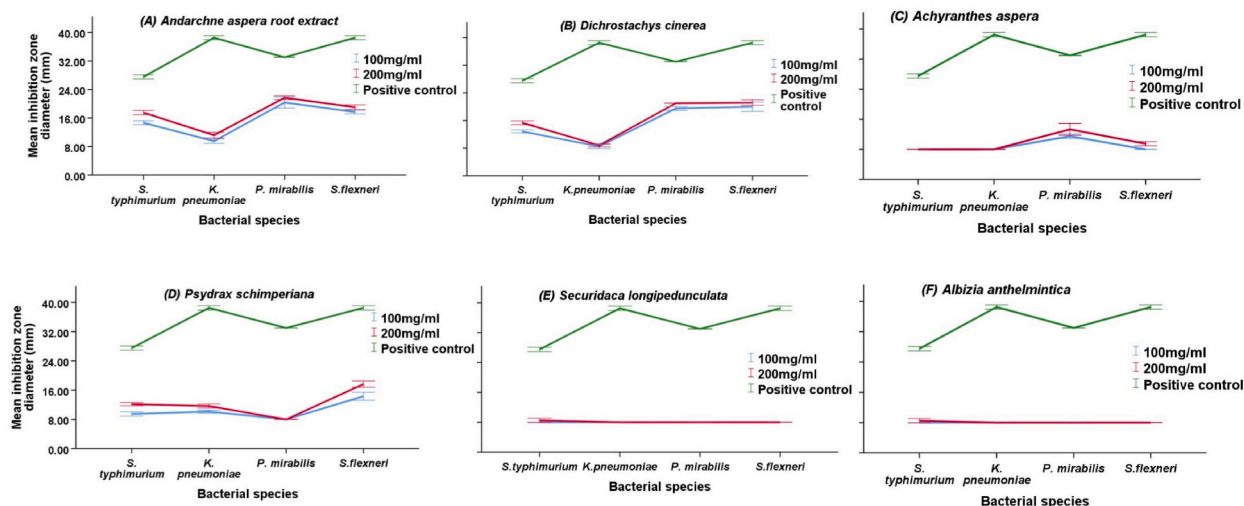 (A) Andarchne aspera root extract
40.00
32.00
24.00
16.00
8.00
0.00
Mean inhibition zone
diameter (mm)
100mg/ml
200mg/ml
Positive control
S.
typhimurium
K.
pneumoniae
P. mirabilis
S.flexneri
Bacterial species
(B) Dichrostachys cinerea
100mg/ml
200mg/ml
Positive
control
S.
typhimurium
K.pneumoniae
P. mirabilis
S.flexneri
Bacterial species
(C) Achyranthes aspera
100mg/ml
200mg/ml
Positive control
S.
typhimurium
K.
pneumoniae
P. mirabilis
S.flexneri
Bacterial species
(D) Psydrax schimperiana
40.00
32.00
24.00
16.00
8.00
0.00
Mean inhibition zone
diameter (mm)
100mg/ml
200mg/ml
Positive control
S.
typhimurium
K.
pneumoniae
P. mirabilis
S.flexneri
Bacterial species
(E) Securidaca longipedunculata
100mg/ml
200mg/ml
Positive control
S.typhimurium
K.pneumoniae
P. mirabilis
S.flexneri
Bacterial species
(F) Albizia anthelmintica
100mg/ml
200mg/ml
Positive control
S.
typhimurium
K.
pneumoniae
P. mirabilis
S.flexneri
Bacterial species